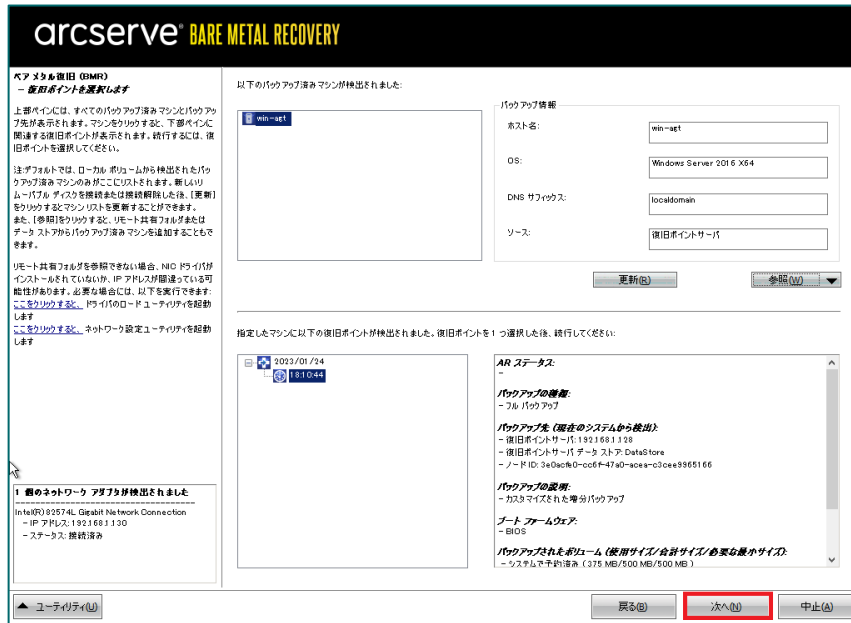 arcserve® BARE METAL RECOVERY
ベア メタル復旧 (BMR)
- 復旧ポイントを選択します
上部ペインには、すべてのバックアップ済みマシンとバックアッ
プ先が表示されます。マシンをクリックすると、下部ペインに
関連する復旧ポイントが表示されます。続行するには、復
旧ポイントを選択してください。
注:デフォルトでは、ローカル ボリュームから検出されたバッ
クアップ済みマシンのみがここにリストされます。新しいリ
ムーバブル ディスクを接続または接続解除した後、[更新]
をクリックするとマシン リストを更新することができます。
また、[参照]をクリックすると、リモート共有フォルダまたは
データ ストアからバックアップ済みマシンを追加することもで
きます。
リモート共有フォルダを参照できない場合、NIC ドライバが
インストールされていないか、IP アドレスが間違っている可
能性があります。必要な場合には、以下を実行できます:
ここをクリックすると、ドライバのロード ユーティリティを起動
します
ここをクリックすると、ネットワーク設定ユーティリティを起動
します
1 個のネットワーク アダプタが検出されました
Intel(R) 82574L Gigabit Network Connection
- IP アドレス: 192.168.1.130
- ステータス: 接続済み
以下のバックアップ済みマシンが検出されました:
win-agt
バックアップ情報
ホスト名:
win-agt
OS:
Windows Server 2016 X64
DNS サフィックス:
localdomain
ソース:
復旧ポイントサーバ
更新(R)
参照(W)
指定したマシンに以下の復旧ポイントが検出されました。復旧ポイントを 1 つ選択した後、続行してください:
2023/01/24
18:10:44
AR ステータス:
-
バックアップの種類:
- フル バックアップ
バックアップ先 (現在のシステムから検出):
- 復旧ポイントサーバ: 192.168.1.128
- 復旧ポイントサーバ データ ストア: DataStore
- ノード ID: 3e0acfe0-cc6f-47a0-acea-c3cee9965166
バックアップの説明:
- カスタマイズされた増分バックアップ
ブート ファームウェア:
- BIOS
バックアップされたボリューム (使用サイズ/合計サイズ/必要な最小サイズ):
- システムで予約済み ( 375 MB/500 MB/500 MB )
ユーティリティ(U)
戻る(B)
次へ(N)
中止(A)